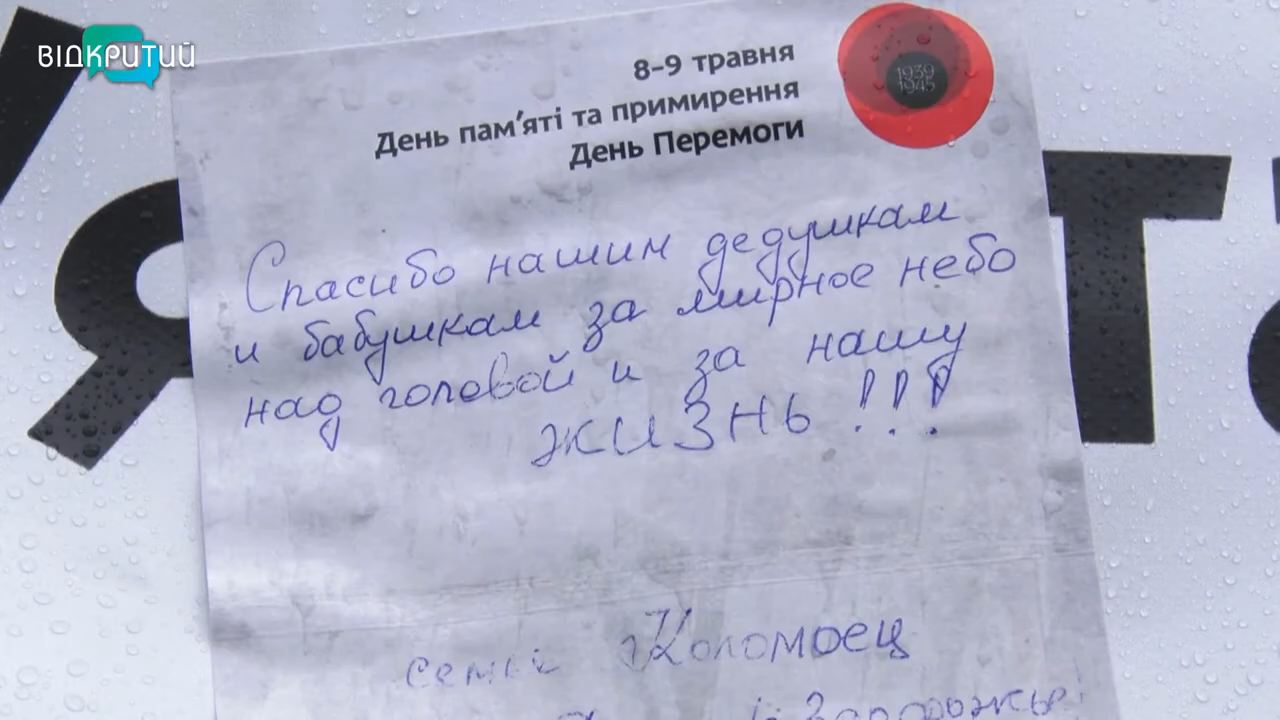 ВІДКРИТИЙ
8-9 травня
День пам'яті та примирення
День Перемоги
1939
1945
Спасибо нашим дедушкам
и бабушкам за мирное небо
над головой и за нашу
ЖИЗНЬ!!!
Коломоец